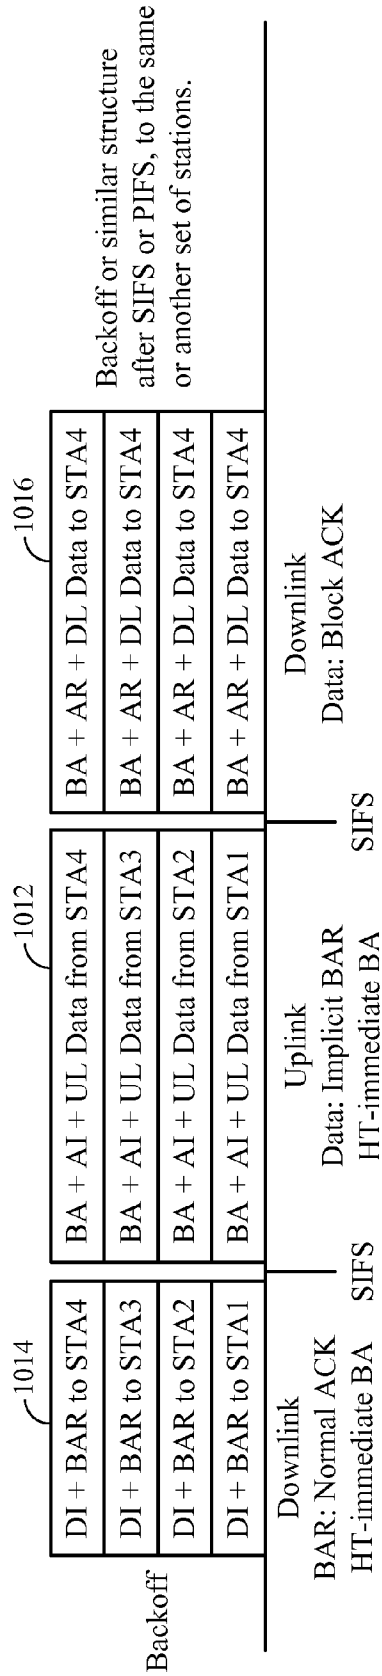 Backoff
1014
DI + BAR to STA4
DI + BAR to STA3
DI + BAR to STA2
DI + BAR to STA1
Downlink
BAR: Normal ACK
HT-immediate BA
SIFS
1012
BA + AI + UL Data from STA4
BA + AI + UL Data from STA3
BA + AI + UL Data from STA2
BA + AI + UL Data from STA1
Uplink
Data: Implicit BAR
HT-immediate BA
SIFS
1016
BA + AR + DL Data to STA4
BA + AR + DL Data to STA4
BA + AR + DL Data to STA4
BA + AR + DL Data to STA4
Downlink
Data: Block ACK
Backoff or similar structure
after SIFS or PIFS, to the same
or another set of stations.